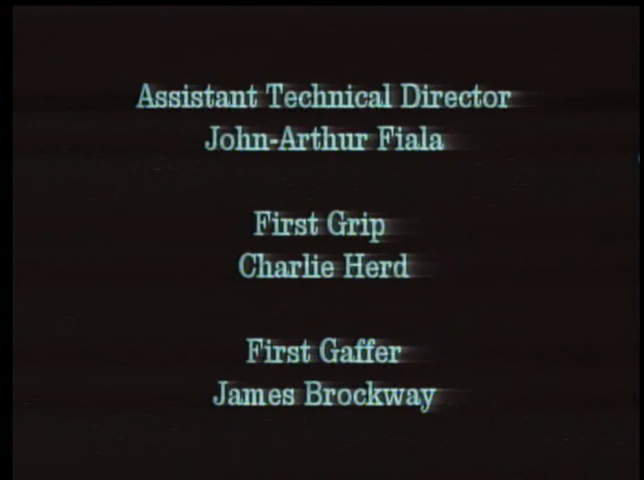 Assistant Technical Director
John-Arthur Fiala
First Grip
Charlie Herd
First Gaffer
James Brockway